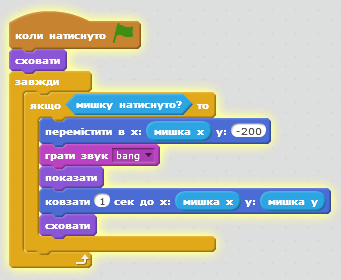 коли натиснуто
сховати
завжди
якщо мишку натиснуто? то
перемістити в x: мишка x y: -200
грати звук bang
показати
ковзати 1 сек до x: мишка x y: мишка y
сховати